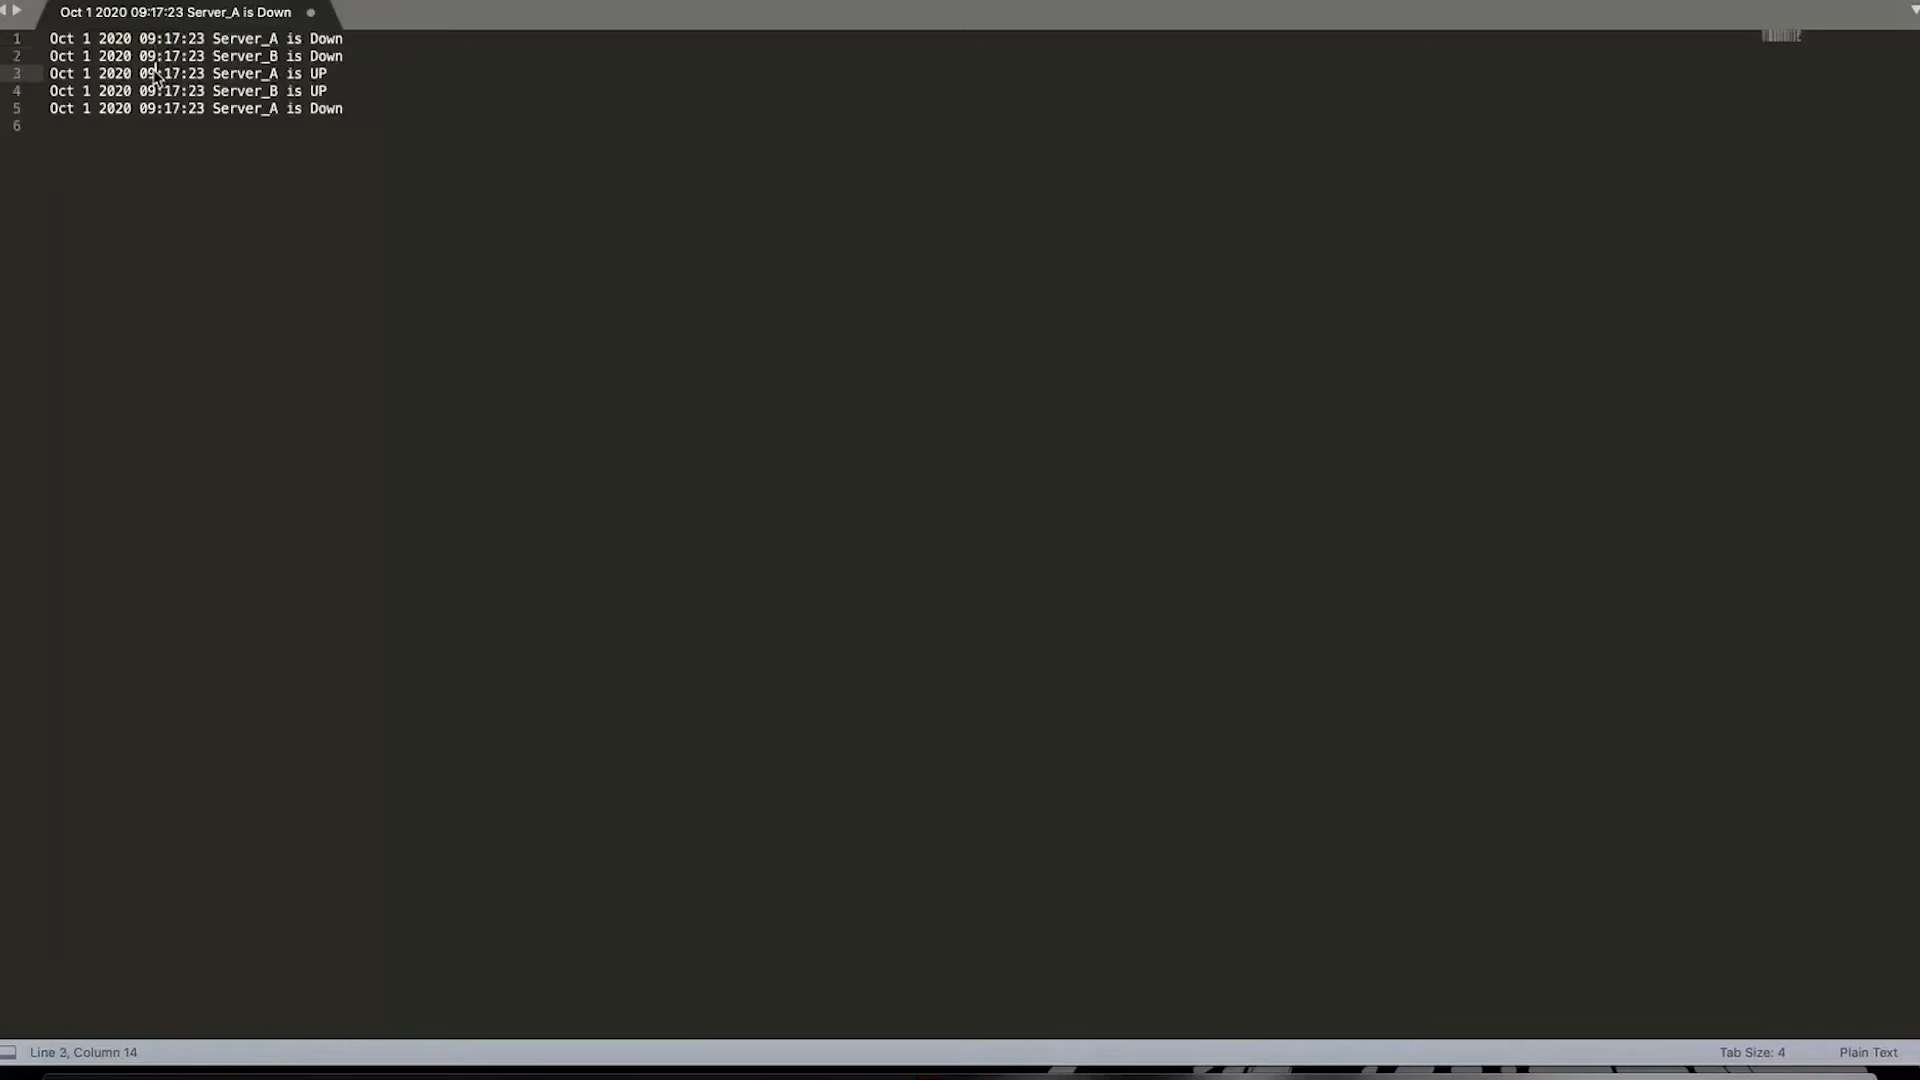 Oct 1 2020 09:17:23 Server_A is Down
1 Oct 1 2020 09:17:23 Server_A is Down
2 Oct 1 2020 09:17:23 Server_B is Down
3 Oct 1 2020 09:17:23 Server_A is UP
4 Oct 1 2020 09:17:23 Server_B is UP
5 Oct 1 2020 09:17:23 Server_A is Down
6
Line 3, Column 14 Tab Size: 4 Plain Text